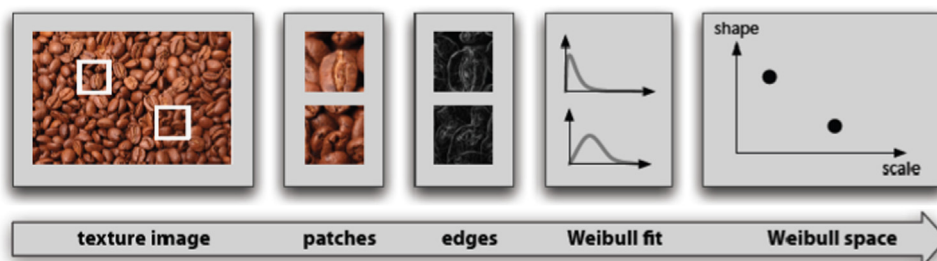 shape
scale
texture image
patches
edges
Weibull fit
Weibull space